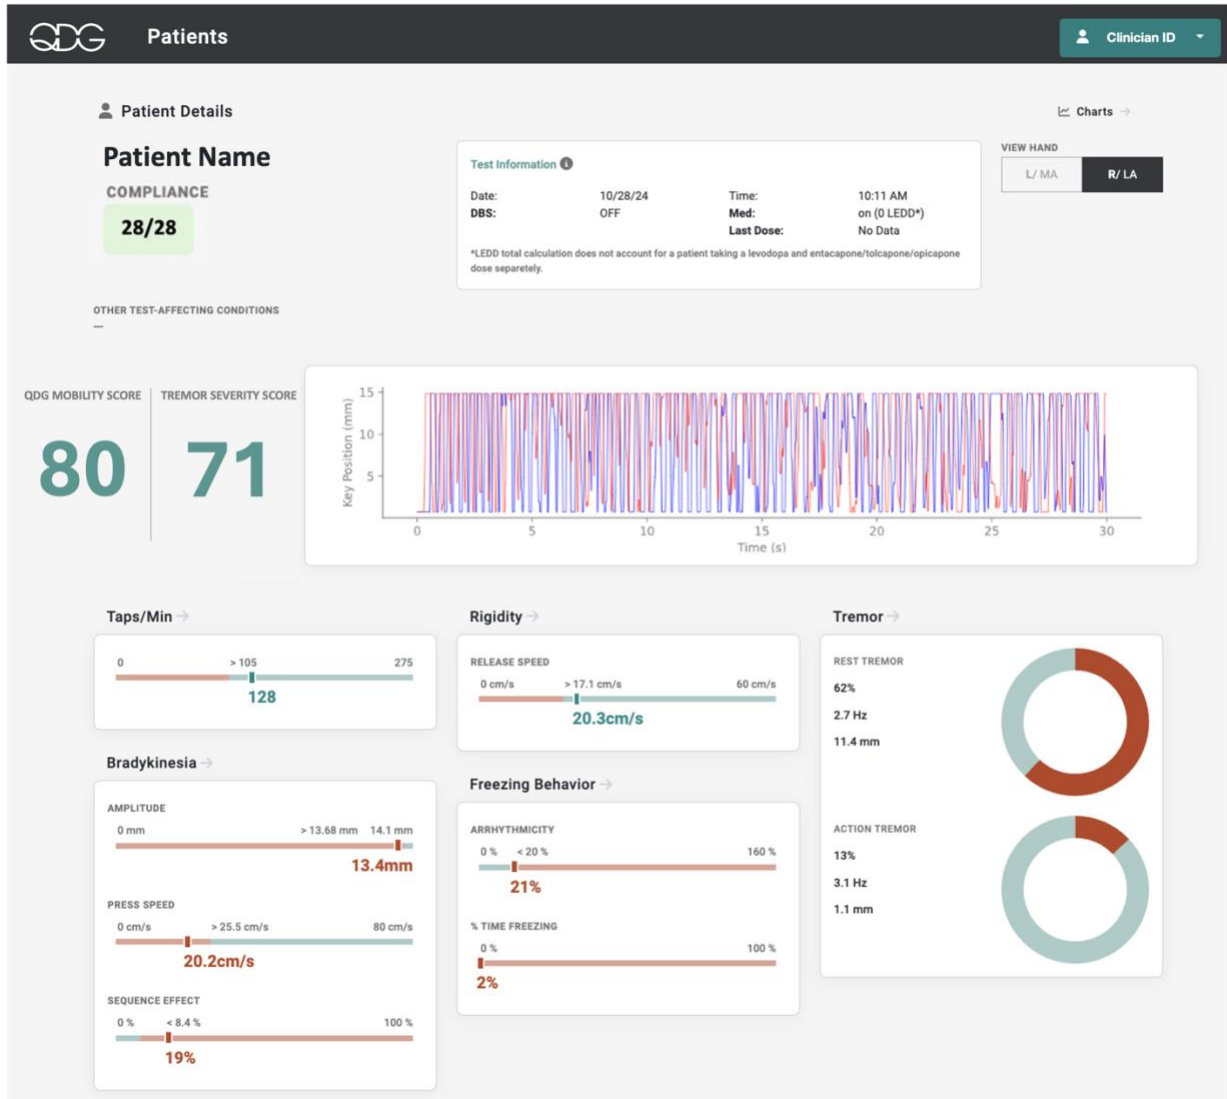 QDG Patients Clinician ID
Patient Details
Charts
Patient Name
COMPLIANCE
28/28
Test Information
Date: 10/28/24 Time: 10:11 AM
DBS: OFF Med: on (0 LEDD*)
Last Dose: No Data
*LEDD total calculation does not account for a patient taking a levodopa and entacapone/tolcapone/opicapone
dose separetely.
VIEW HAND
L/ MA R/ LA
OTHER TEST-AFFECTING CONDITIONS
---
QDG MOBILITY SCORE TREMOR SEVERITY SCORE
80 71
Key Position (mm)
15
10
5
0 5 10 15 20 25 30
Time (s)
Taps/Min
0 > 105 275
128
Bradykinesia
AMPLITUDE
0 mm > 13.68 mm 14.1 mm
13.4mm
PRESS SPEED
0 cm/s > 25.5 cm/s 80 cm/s
20.2cm/s
SEQUENCE EFFECT
0 % < 8.4 % 100 %
19%
Rigidity
RELEASE SPEED
0 cm/s > 17.1 cm/s 60 cm/s
20.3cm/s
Freezing Behavior
ARRHYTHMICITY
0 % < 20 % 160 %
21%
% TIME FREEZING
0 % 100 %
2%
Tremor
REST TREMOR
62%
2.7 Hz
11.4 mm
ACTION TREMOR
13%
3.1 Hz
1.1 mm